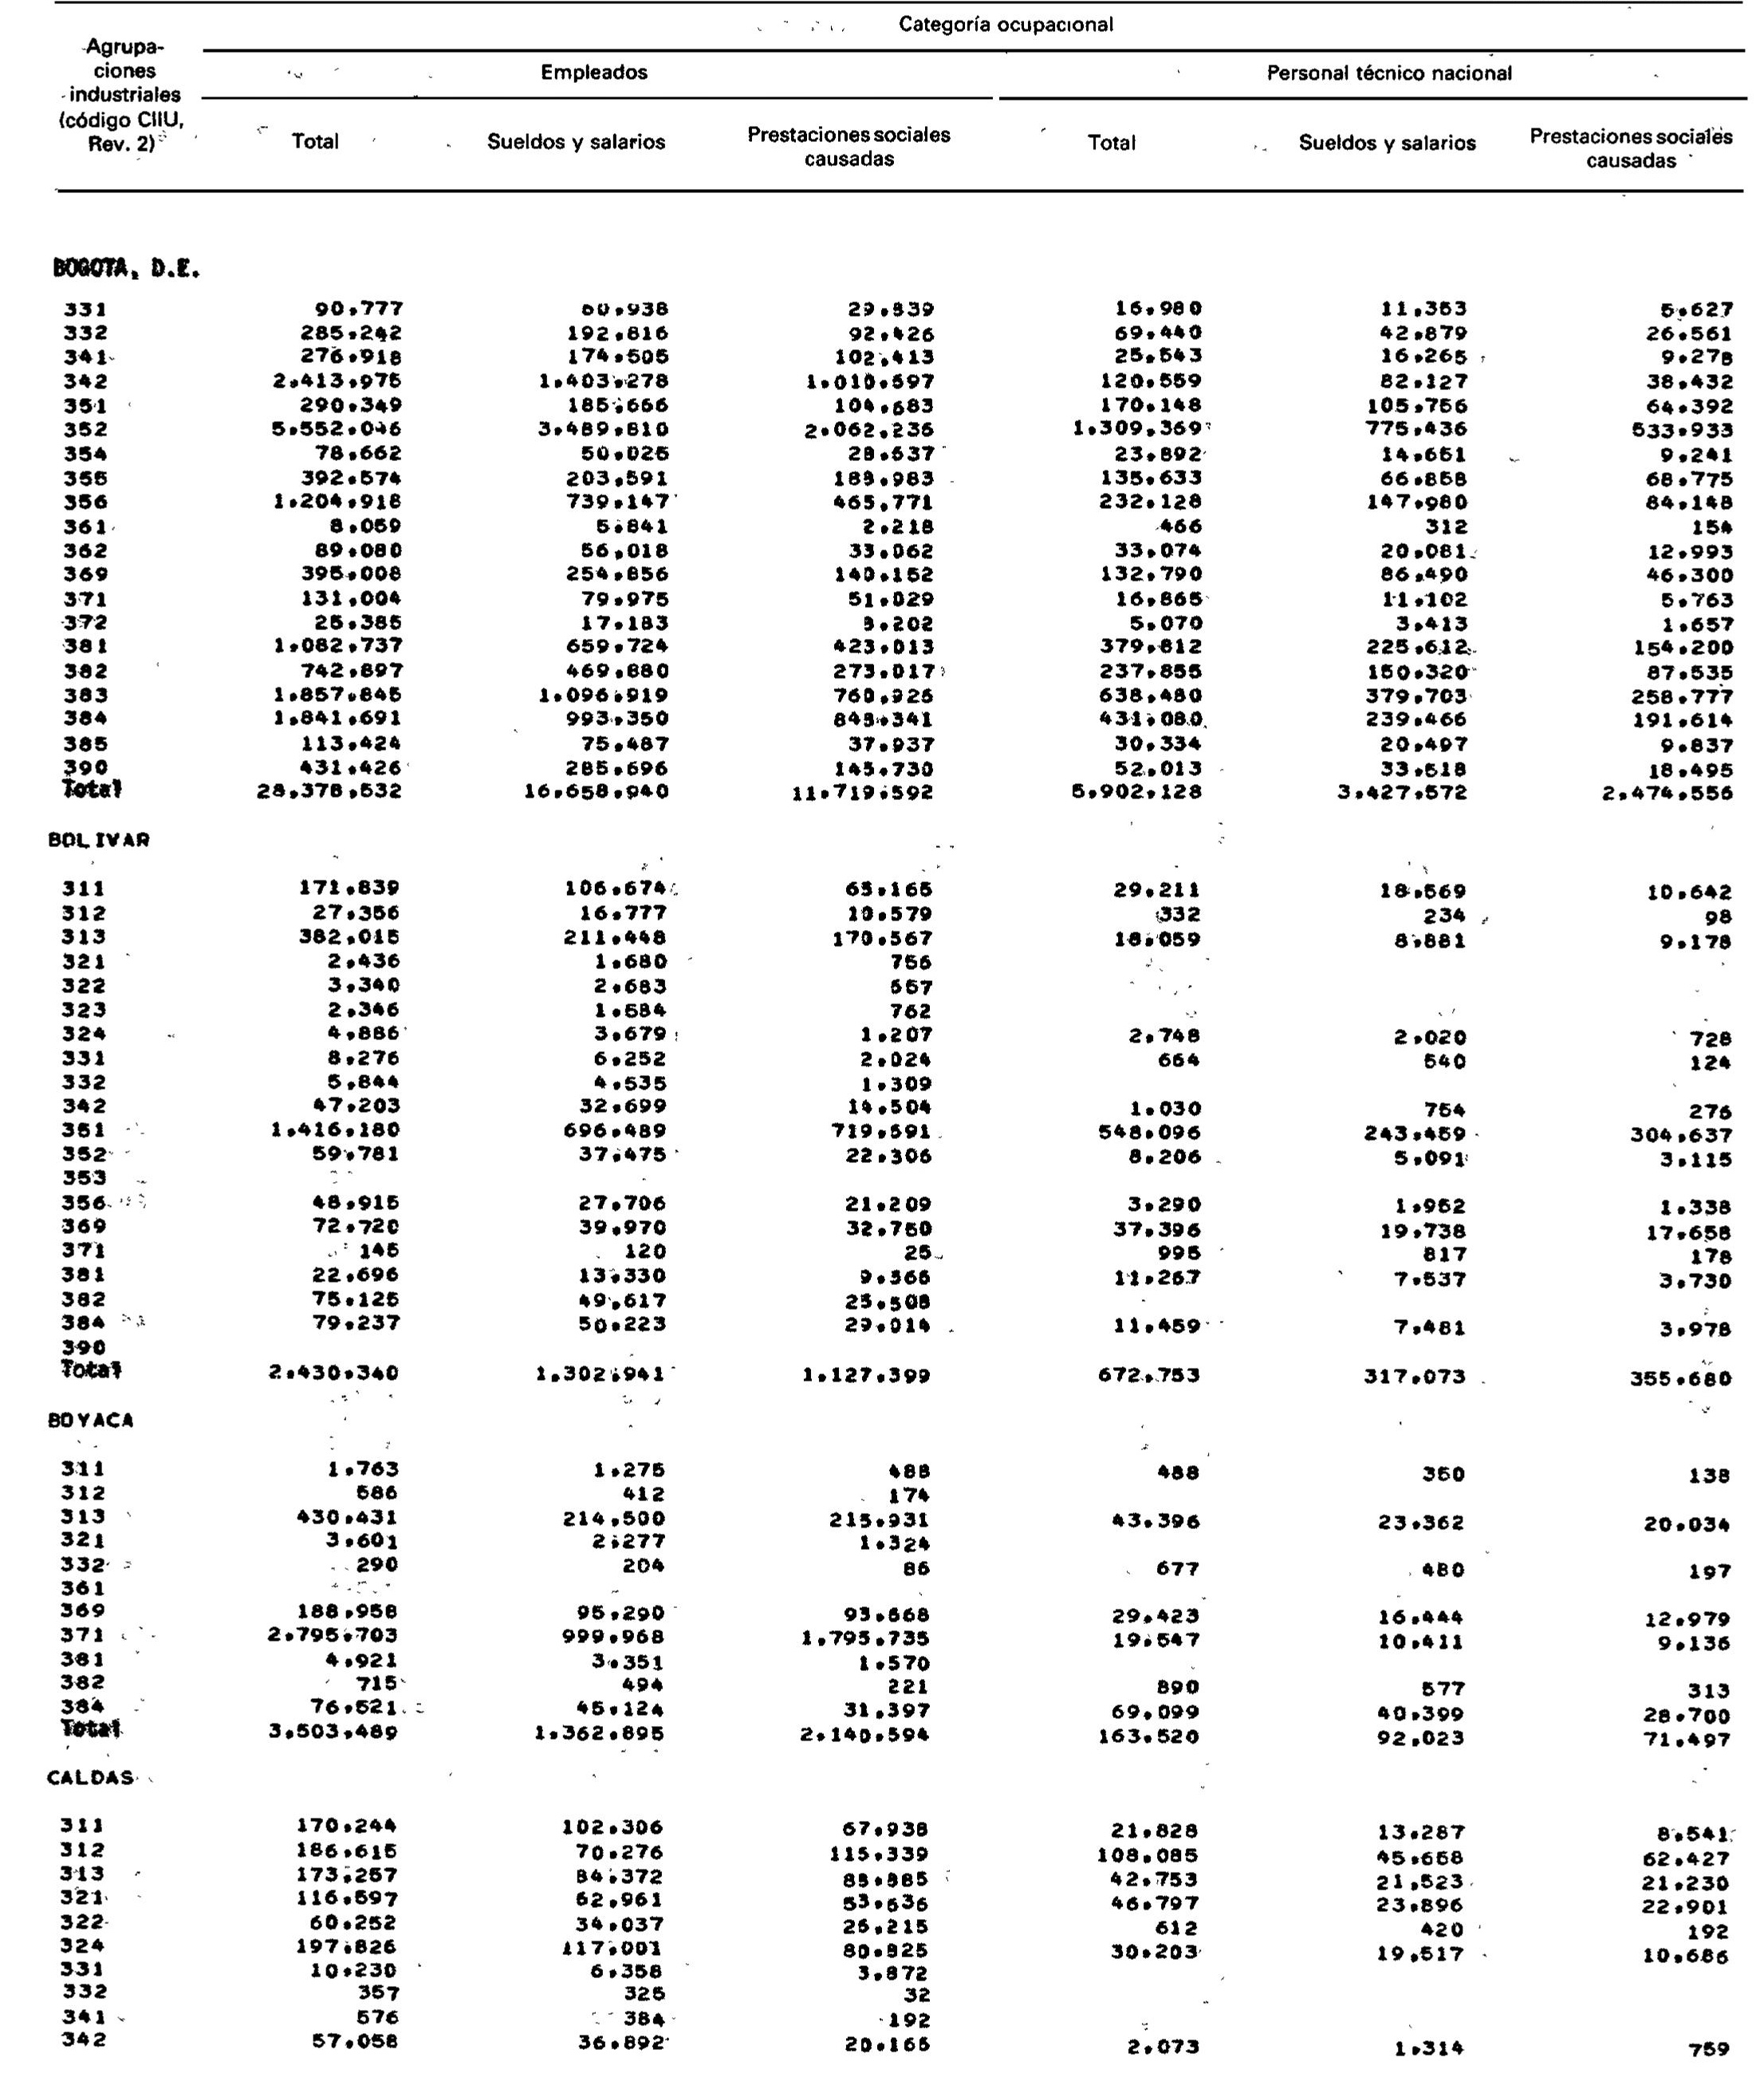 Categoría ocupacional
Agrupa-
ciones
industriales
(código CIIU,
Rev. 2)
Empleados Personal técnico nacional
Total Sueldos y salarios Prestaciones sociales causadas Total Sueldos y salarios Prestaciones sociales causadas
BOGOTA, D.E.
331 90.777 60.938 29.839 16.980 11.353 5.627
332 285.242 192.816 92.426 69.440 42.879 26.561
341 276.918 174.505 102.413 25.543 16.265 9.278
342 2.413.975 1.403.278 1.010.697 120.559 82.127 38.432
351 290.349 185.666 104.683 170.148 105.756 64.392
352 5.552.046 3.489.810 2.062.236 1.309.369 775.436 533.933
354 78.662 50.025 28.637 23.892 14.651 9.241
355 392.574 203.591 188.983 135.633 66.858 68.775
356 1.204.918 739.147 465.771 232.128 147.980 84.148
361 8.059 5.841 2.218 466 312 154
362 89.080 56.018 33.062 33.074 20.081 12.993
369 395.008 254.856 140.152 132.790 86.490 46.300
371 131.004 79.975 51.029 16.865 11.102 5.763
372 25.385 17.183 8.202 5.070 3.413 1.657
381 1.082.737 659.724 423.013 379.812 225.612 154.200
382 742.897 469.880 273.017 237.855 150.320 87.535
383 1.857.845 1.096.919 760.926 638.480 379.703 258.777
384 1.841.691 993.350 848.341 431.080 239.466 191.614
385 113.424 75.487 37.937 30.334 20.497 9.837
390 431.426 285.696 145.730 52.013 33.518 18.495
Total 28.378.532 16.658.940 11.719.592 5.902.128 3.427.572 2.474.556
BOLIVAR
311 171.839 106.674 65.165 29.211 18.569 10.642
312 27.356 16.777 10.579 332 234 98
313 382.015 211.448 170.567 18.059 8.881 9.178
321 2.436 1.680 756
322 3.340 2.683 657
323 2.346 1.584 762
324 4.886 3.679 1.207 2.748 2.020 728
331 8.276 6.252 2.024 664 540 124
332 5.844 4.535 1.309
342 47.203 32.699 14.504 1.030 754 276
351 1.416.180 696.489 719.691 548.096 243.459 304.637
352 59.781 37.475 22.306 8.206 5.091 3.115
353
356 48.915 27.706 21.209 3.290 1.952 1.338
369 72.720 39.970 32.750 37.396 19.738 17.658
371 145 120 25 995 817 178
381 22.696 13.330 9.366 11.267 7.537 3.730
382 75.125 49.617 25.508
384 79.237 50.223 29.014 11.459 7.481 3.978
390
Total 2.430.340 1.302.941 1.127.399 672.753 317.073 355.680
BOYACA
311 1.763 1.275 488 488 350 138
312 586 412 174
313 430.431 214.500 215.931 43.396 23.362 20.034
321 3.601 2.277 1.324
332 290 204 86 677 480 197
361
369 188.958 95.290 93.668 29.423 16.444 12.979
371 2.795.703 999.968 1.795.735 19.547 10.411 9.136
381 4.921 3.351 1.570
382 715 494 221 890 577 313
384 76.521 45.124 31.397 69.099 40.399 28.700
Total 3.503.489 1.362.895 2.140.594 163.520 92.023 71.497
CALDAS
311 170.244 102.306 67.938 21.828 13.287 8.541
312 185.615 70.276 115.339 108.085 45.658 62.427
313 173.257 84.372 88.885 42.753 21.523 21.230
321 116.597 62.961 53.636 46.797 23.896 22.901
322 60.252 34.037 26.215 612 420 192
324 197.826 117.001 80.825 30.203 19.517 10.686
331 10.230 6.358 3.872
332 357 325 32
341 576 384 192
342 57.058 36.892 20.166 2.073 1.314 759